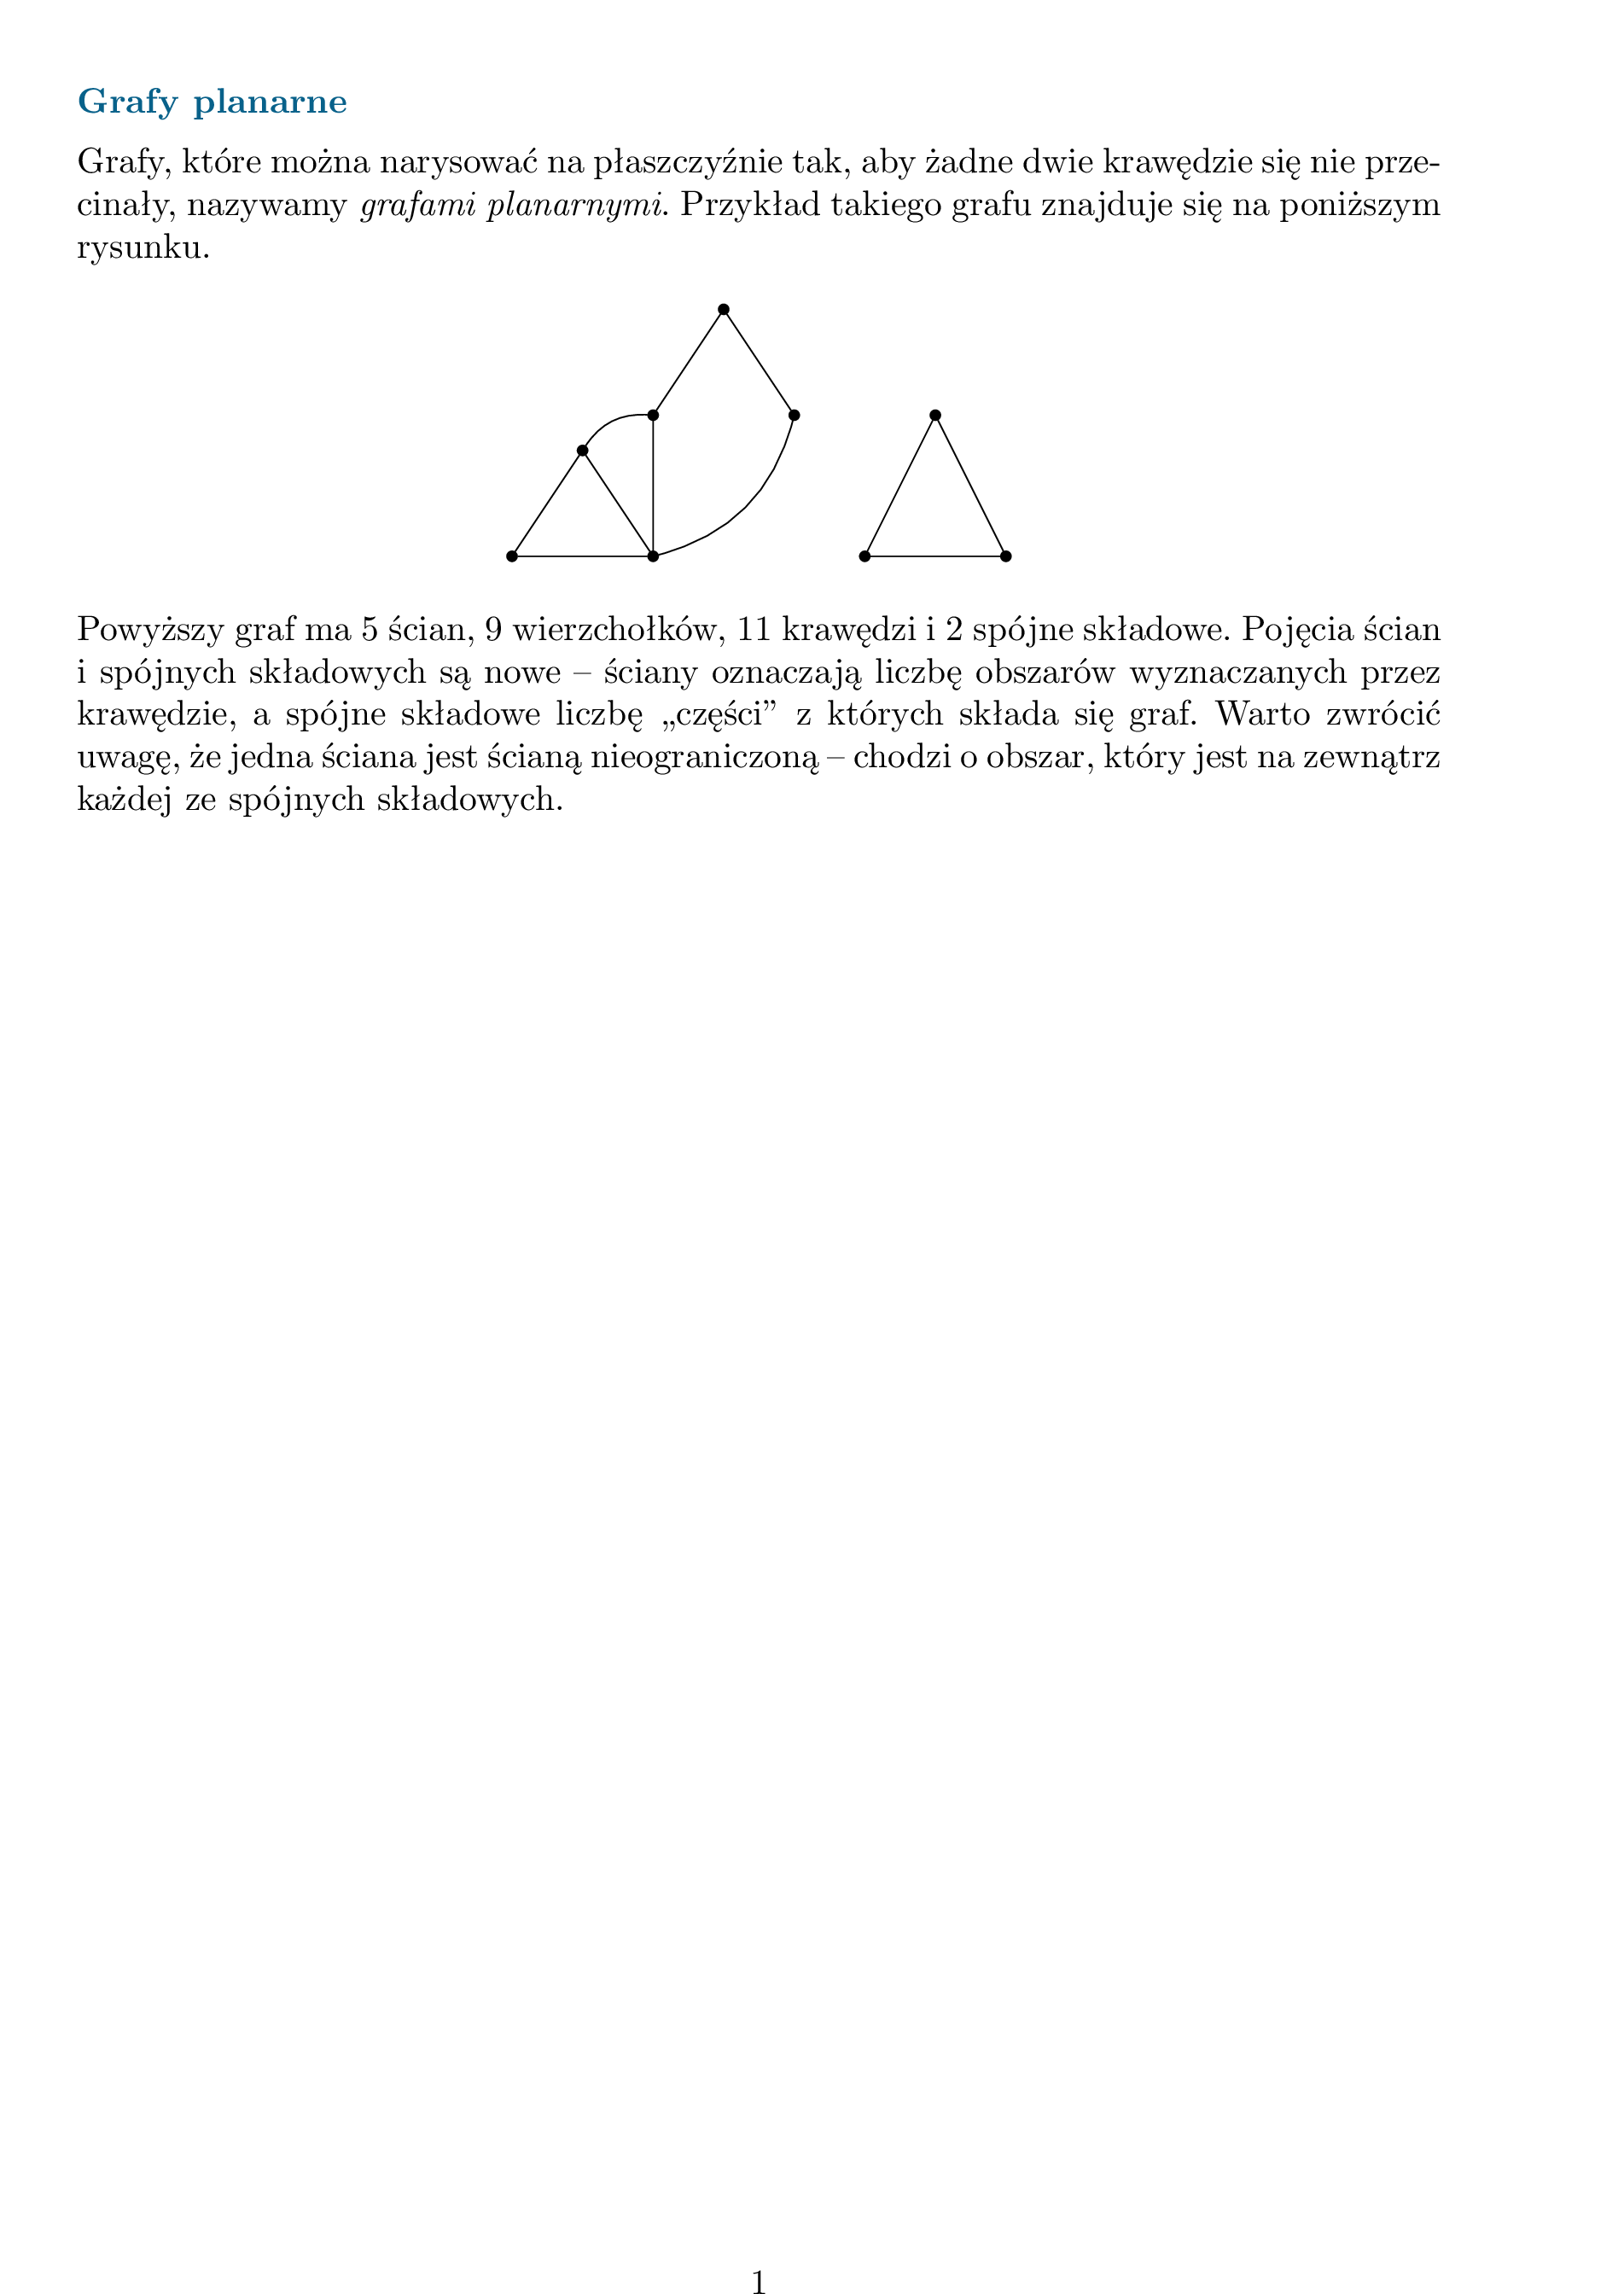 Grafy planarne
Grafy, które można narysować na płaszczyźnie tak, aby żadne dwie krawędzie się nie prze-
cinały, nazywamy grafami planarnymi. Przykład takiego grafu znajduje się na poniższym
rysunku.
Powyższy graf ma 5 ścian, 9 wierzchołków, 11 krawędzi i 2 spójne składowe. Pojęcia ścian
i spójnych składowych są nowe – ściany oznaczają liczbę obszarów wyznaczanych przez
krawędzie, a spójne składowe liczbę „części” z których składa się graf. Warto zwrócić
uwagę, że jedna ściana jest ścianą nieograniczoną – chodzi o obszar, który jest na zewnątrz
każdej ze spójnych składowych.
1